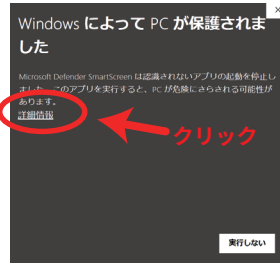 Windows によって PC が保護されま
した
Microsoft Defender SmartScreen は認識されないアプリの起動を停止し
ました。このアプリを実行すると、PC が危険にさらされる可能性が
あります。
詳細情報
クリック
実行しない